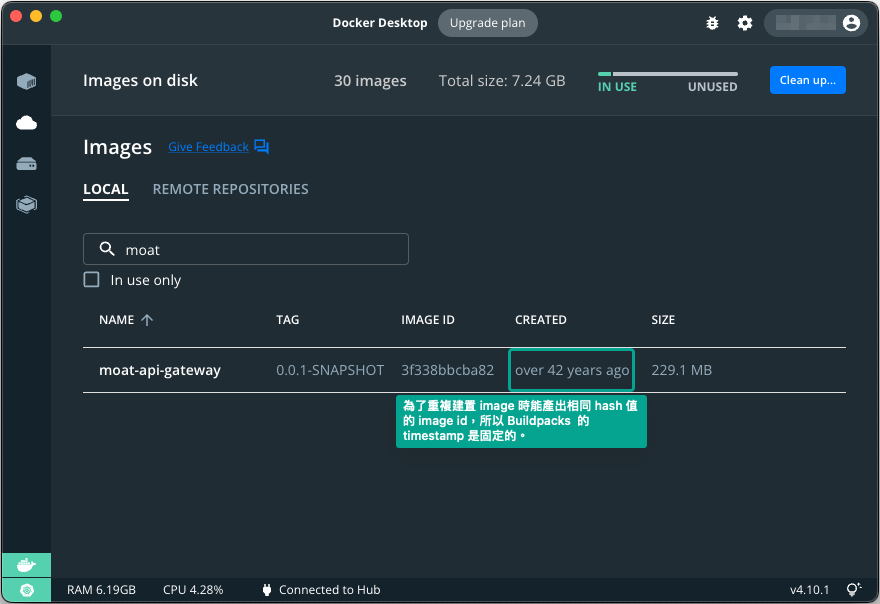 Docker Desktop Upgrade plan
Images on disk 30 images Total size: 7.24 GB IN USE UNUSED Clean up...
Images Give Feedback
LOCAL REMOTE REPOSITORIES
moat
In use only
NAME TAG IMAGE ID CREATED SIZE
moat-api-gateway 0.0.1-SNAPSHOT 3f338bbcba82 over 42 years ago 229.1 MB
為了重複建置 image 時能產出相同 hash 值
的 image id，所以 Buildpacks 的
timestamp 是固定的。
RAM 6.19GB CPU 4.28% Connected to Hub v4.10.1